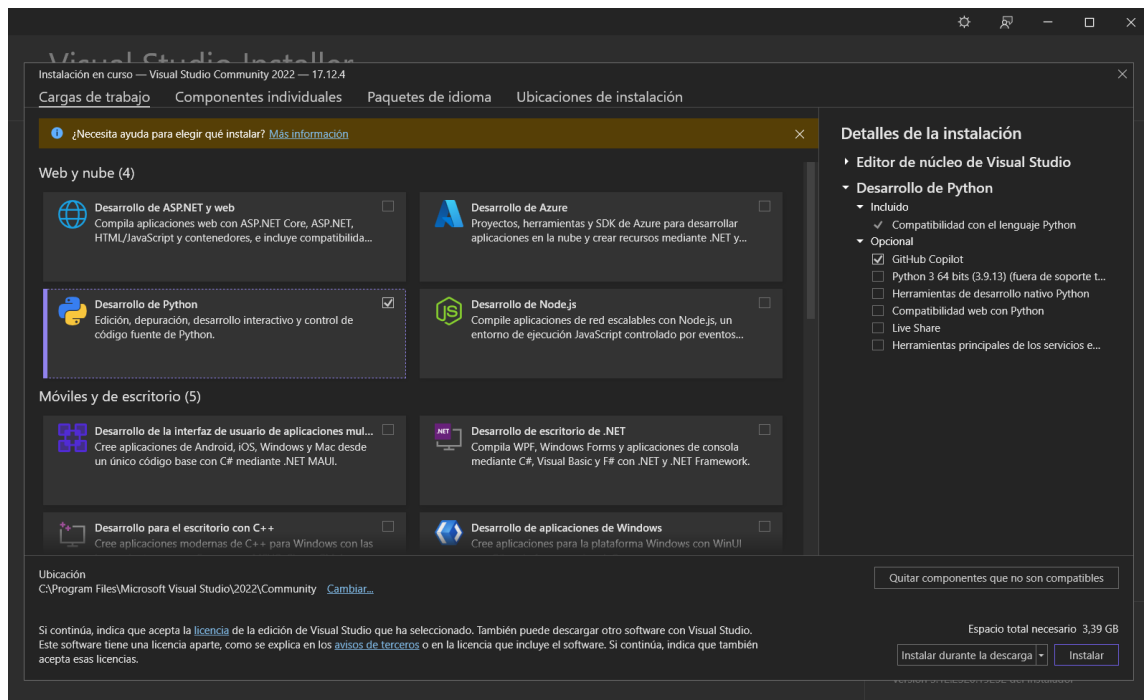 Visual Studio Installer
Instalación en curso — Visual Studio Community 2022 — 17.12.4
Cargas de trabajo Componentes individuales Paquetes de idioma Ubicaciones de instalación
¿Necesita ayuda para elegir qué instalar? Más información
Web y nube (4)
Desarrollo de ASP.NET y web
Compila aplicaciones web con ASP.NET Core, ASP.NET,
HTML/JavaScript y contenedores, e incluye compatibilida...
Desarrollo de Azure
Proyectos, herramientas y SDK de Azure para desarrollar
aplicaciones en la nube y crear recursos mediante .NET y...
Desarrollo de Python
Edición, depuración, desarrollo interactivo y control de
código fuente de Python.
JS
Desarrollo de Node.js
Compile aplicaciones de red escalables con Node.js, un
entorno de ejecución JavaScript controlado por eventos...
Móviles y de escritorio (5)
Desarrollo de la interfaz de usuario de aplicaciones mul...
Cree aplicaciones de Android, iOS, Windows y Mac desde
un único código base con C# mediante .NET MAUI.
.NET
Desarrollo de escritorio de .NET
Compila WPF, Windows Forms y aplicaciones de consola
mediante C#, Visual Basic y F# con .NET y .NET Framework.
Desarrollo para el escritorio con C++
Cree aplicaciones modernas de C++ para Windows con las
Desarrollo de aplicaciones de Windows
Cree aplicaciones para la plataforma Windows con WinUI
Detalles de la instalación
Editor de núcleo de Visual Studio
Desarrollo de Python
Incluido
Compatibilidad con el lenguaje Python
Opcional
GitHub Copilot
Python 3 64 bits (3.9.13) (fuera de soporte t...
Herramientas de desarrollo nativo Python
Compatibilidad web con Python
Live Share
Herramientas principales de los servicios e...
Ubicación
C:\Program Files\Microsoft Visual Studio\2022\Community Cambiar...
Quitar componentes que no son compatibles
Si continúa, indica que acepta la licencia de la edición de Visual Studio que ha seleccionado. También puede descargar otro software con Visual Studio.
Este software tiene una licencia aparte, como se explica en los avisos de terceros o en la licencia que incluye el software. Si continúa, indica que también
acepta esas licencias.
Espacio total necesario 3,39 GB
Instalar durante la descarga Instalar